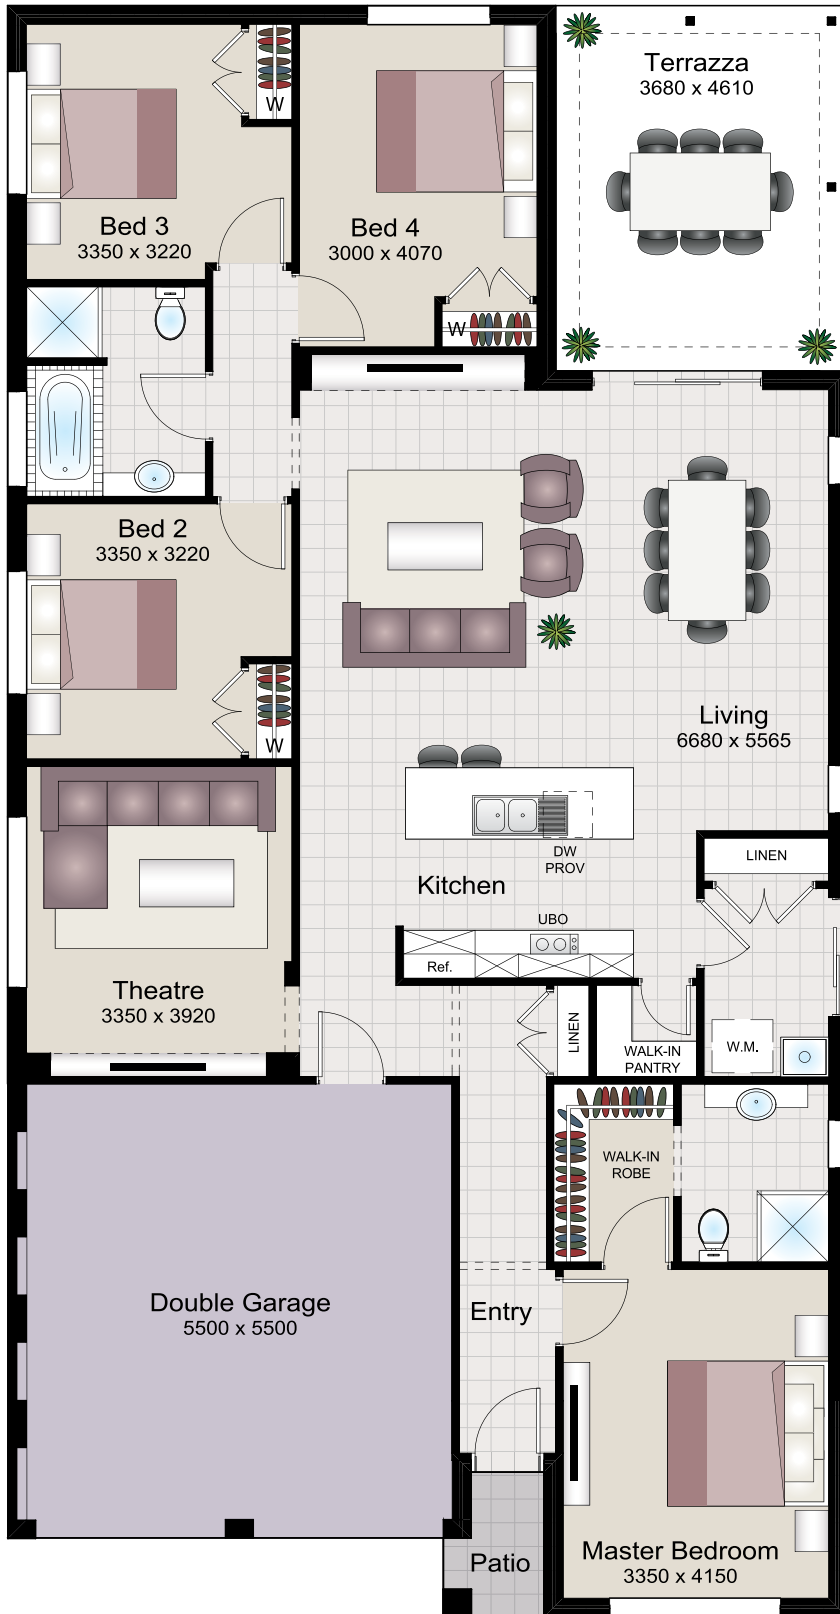 Terrazza
3680 x 4610
Bed 3
3350 x 3220
Bed 4
3000 x 4070
W
W
Bed 2
3350 x 3220
W
Living
6680 x 5565
DW
PROV
LINEN
Kitchen
UBO
Ref.
Theatre
3350 x 3920
LINEN
WALK-IN
PANTRY
W.M.
WALK-IN
ROBE
Double Garage
5500 x 5500
Entry
Patio
Master Bedroom
3350 x 4150